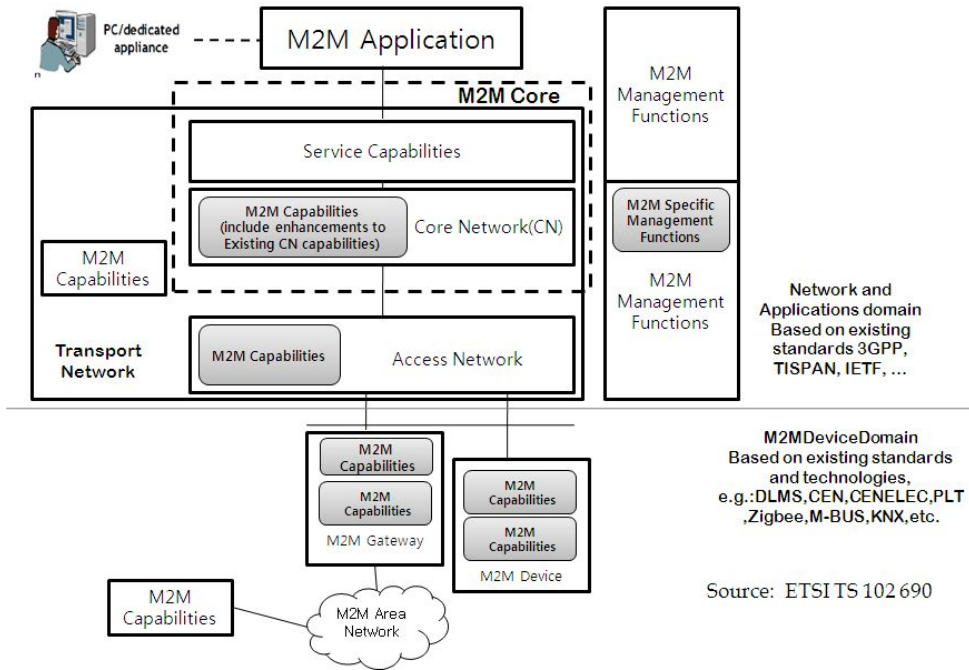 PC/dedicated
appliance
n
M2M Application
M2M Core
Service Capabilities
M2M Capabilities
(include enhancements to
Existing CN capabilities)
Core Network(CN)
M2M
Capabilities
Transport
Network
M2M Capabilities
Access Network
M2M
Management
Functions
M2M Specific
Management
Functions
M2M
Management
Functions
Network and
Applications domain
Based on existing
standards 3GPP,
TISPAN, IETF, ...
M2M
Capabilities
M2M
Capabilities
M2M Gateway
M2M
Capabilities
M2M
Capabilities
M2M Device
M2MDeviceDomain
Based on existing standards
and technologies,
e.g.:DLMS,CEN,CENELEC,PLT
,Zigbee,M-BUS,KNX,etc.
M2M
Capabilities
M2M Area
Network
Source: ETSI TS 102 690